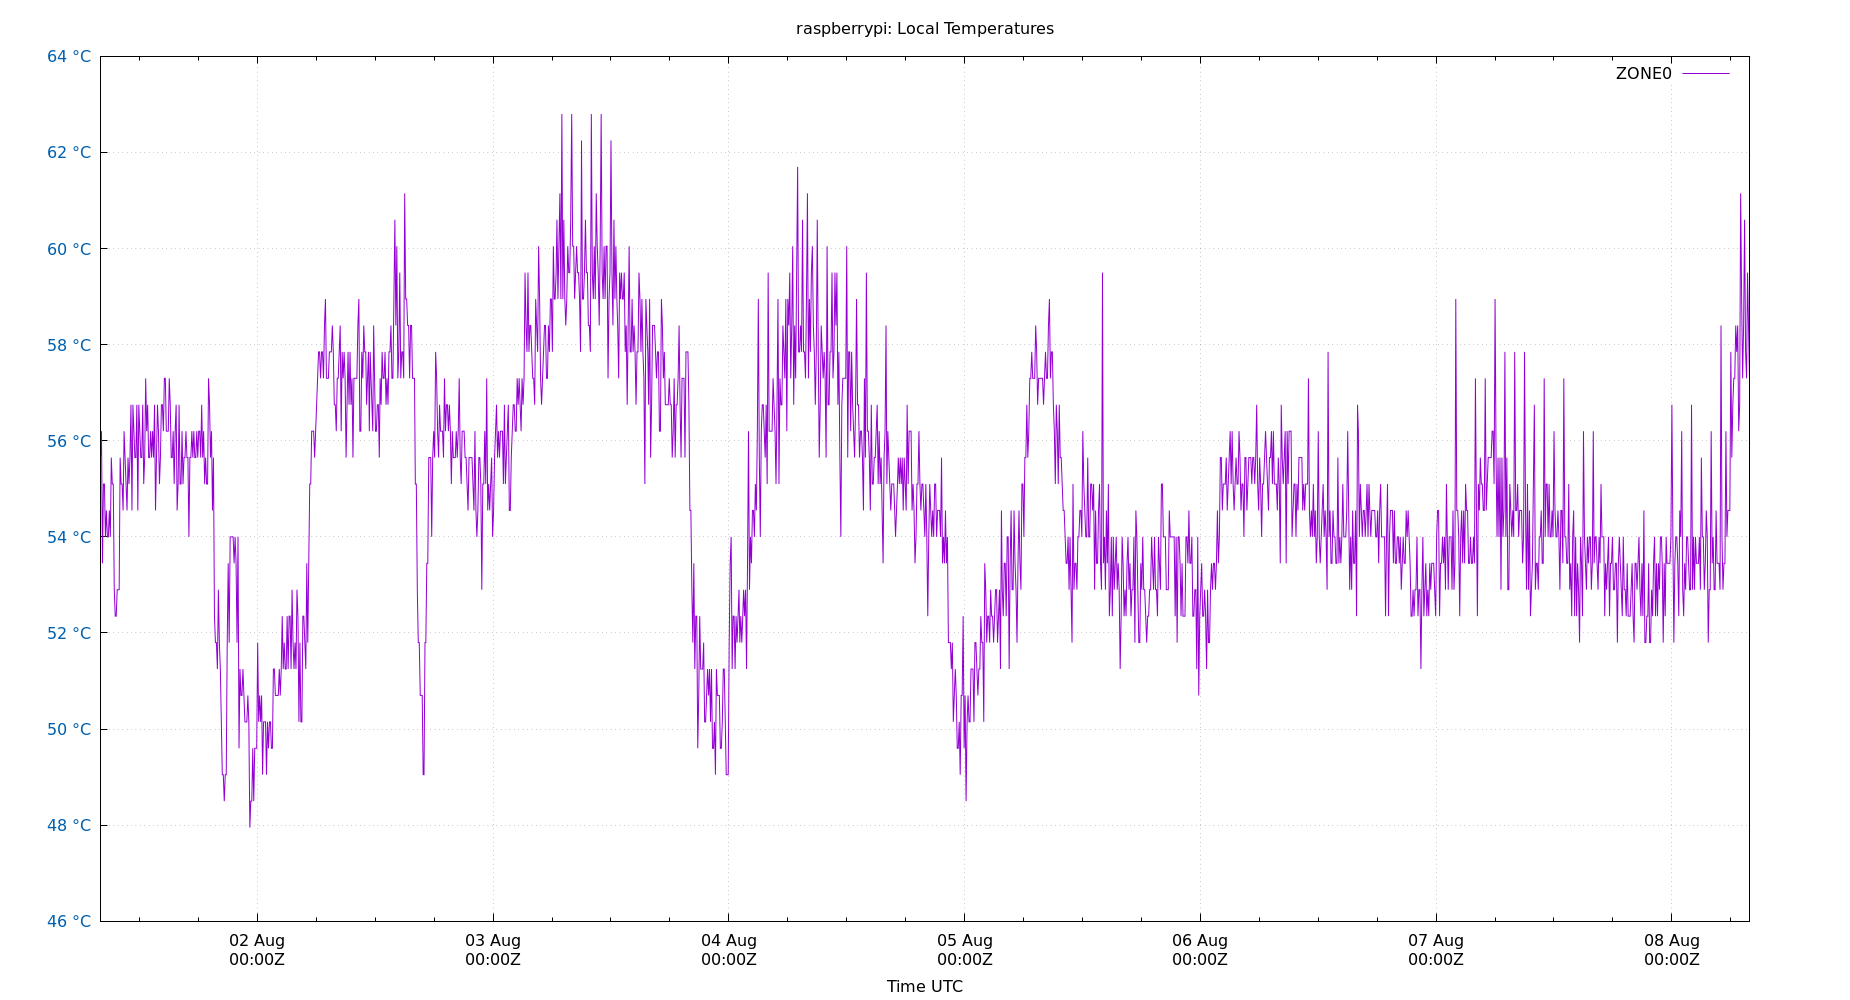 raspberrypi: Local Temperatures
64 °C
ZONE0
62 °C
60 °C
58 °C
56 °C
54 °C
52 °C
50 °C
48 °C
46 °C
02 Aug 03 Aug 04 Aug 05 Aug 06 Aug 07 Aug 08 Aug
00:00Z 00:00Z 00:00Z 00:00Z 00:00Z 00:00Z 00:00Z
Time UTC